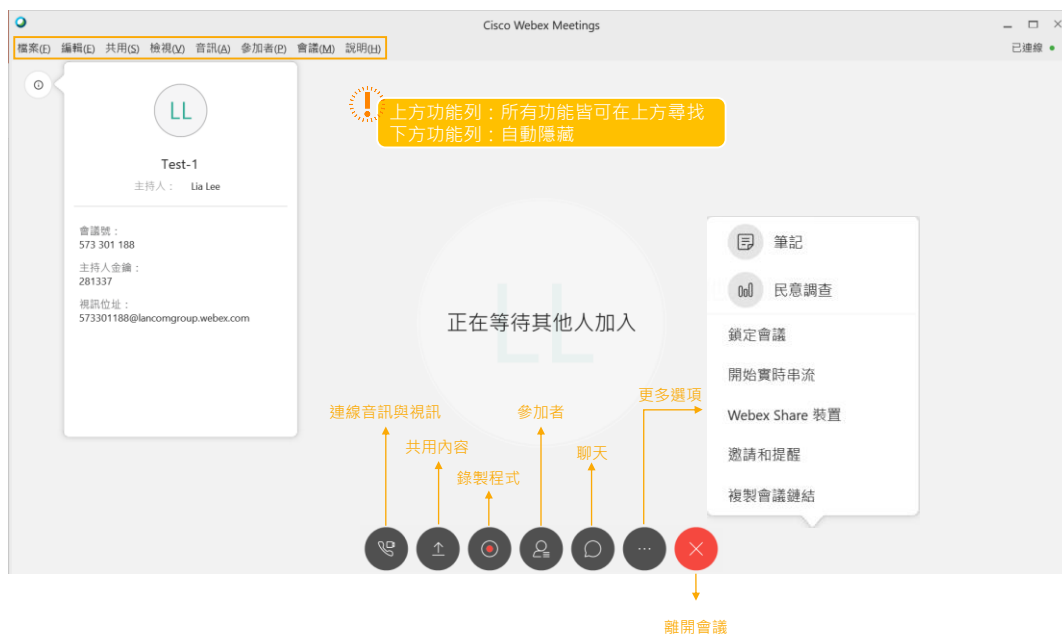 Cisco Webex Meetings
檔案(F) 編輯(E) 共用(S) 檢視(V) 音訊(A) 參加者(P) 會議(M) 說明(H)
已連線
LL
Test-1
主持人： Lia Lee
會議號：
573 301 188
主持人金鑰：
281337
視訊位址：
573301188@lancomgroup.webex.com
上方功能列：所有功能皆可在上方尋找
下方功能列：自動隱藏
LL
正在等待其他人加入
筆記
民意調查
鎖定會議
開始實時串流
Webex Share 裝置
邀請和提醒
複製會議鏈結
更多選項
連線音訊與視訊
參加者
共用內容
聊天
錄製程式
離開會議